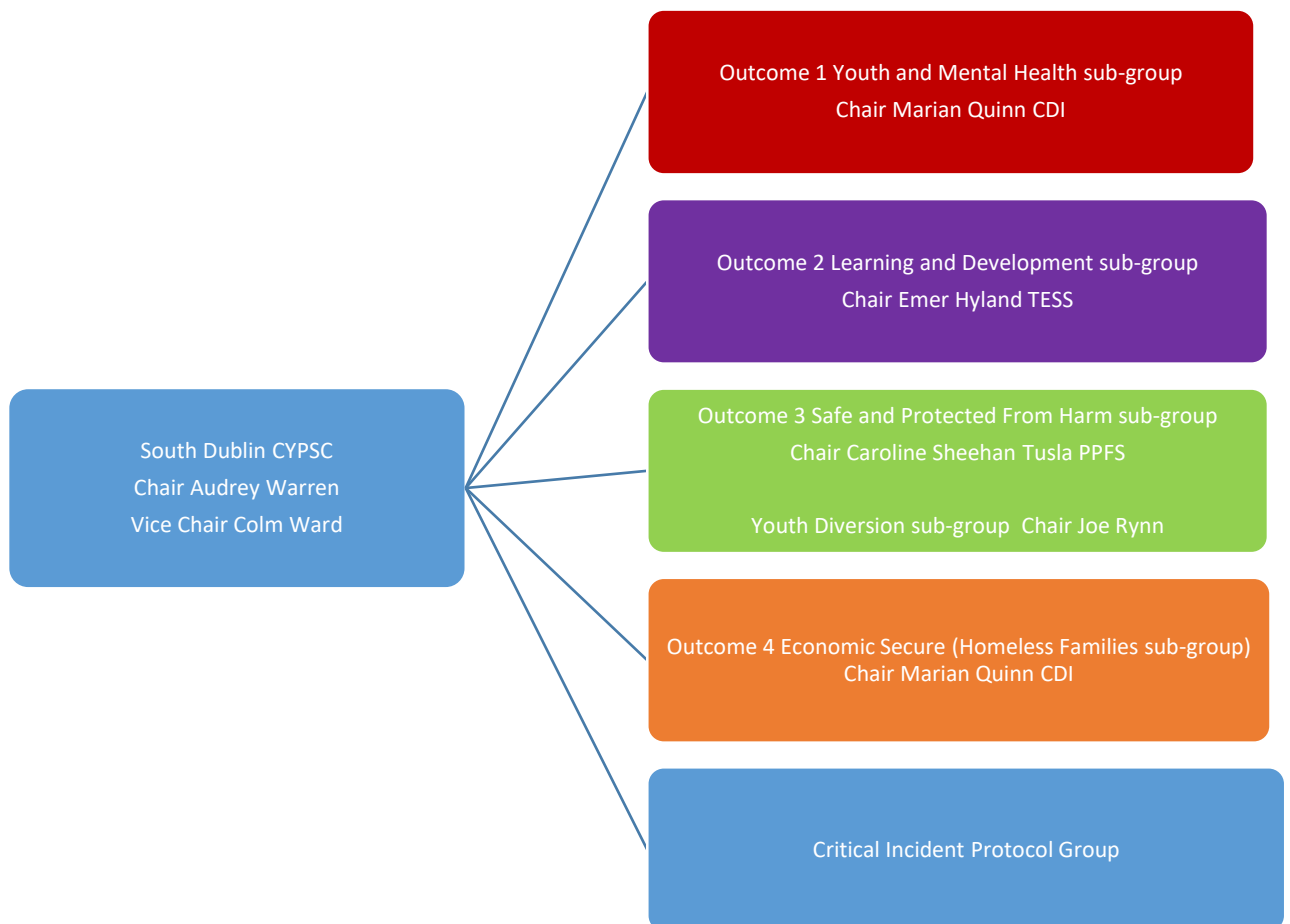 South Dublin CYPSC
Chair Audrey Warren
Vice Chair Colm Ward
Outcome 1 Youth and Mental Health sub-group
Chair Marian Quinn CDI
Outcome 2 Learning and Development sub-group
Chair Emer Hyland TESS
Outcome 3 Safe and Protected From Harm sub-group
Chair Caroline Sheehan Tusla PPFS
Youth Diversion sub-group  Chair Joe Rynn
Outcome 4 Economic Secure (Homeless Families sub-group)
Chair Marian Quinn CDI
Critical Incident Protocol Group